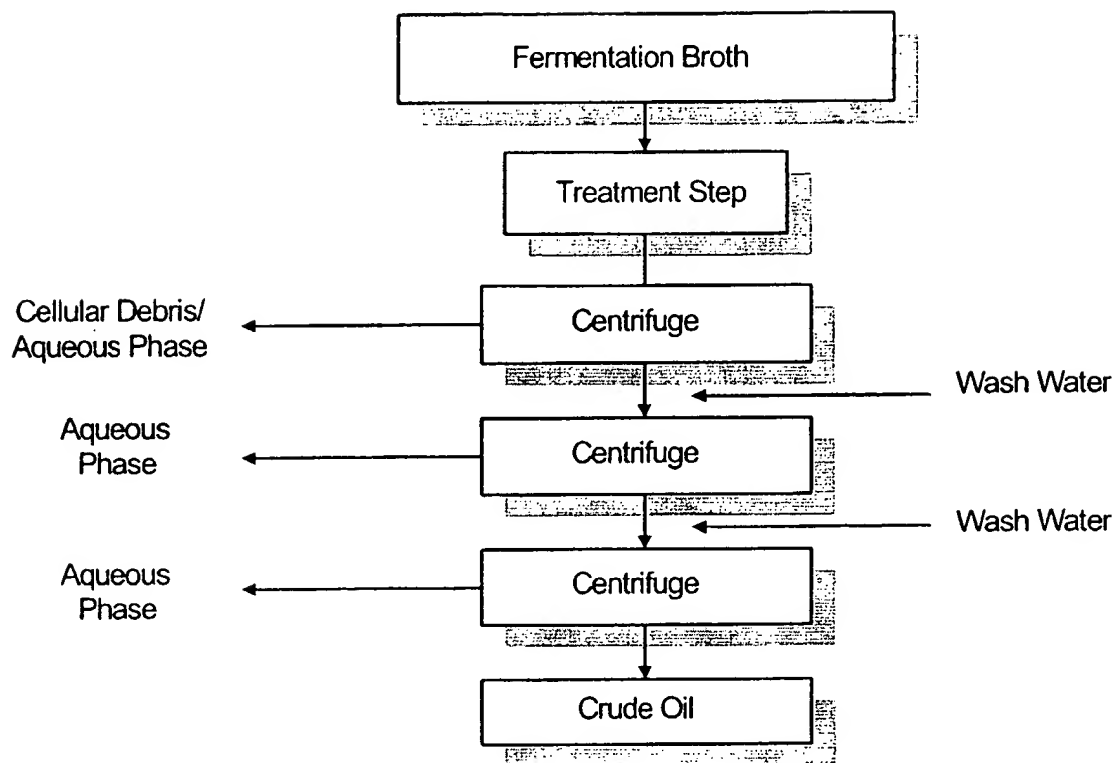 Fermentation Broth
Treatment Step
Cellular Debris/
Aqueous Phase
Centrifuge
Wash Water
Aqueous
Phase
Centrifuge
Wash Water
Aqueous
Phase
Centrifuge
Crude Oil